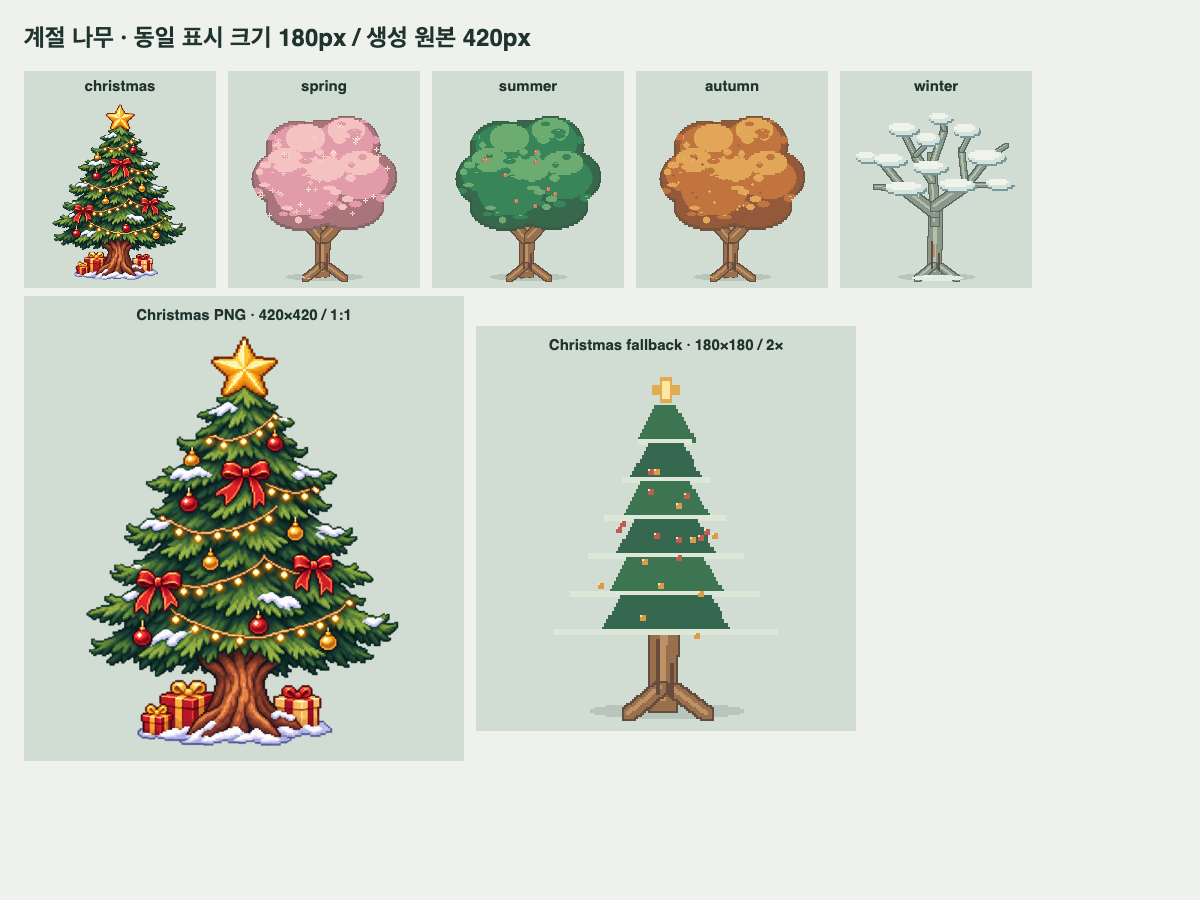 계절 나무 · 동일 표시 크기 180px / 생성 원본 420px
christmas
spring
summer
autumn
winter
Christmas PNG · 420×420 / 1:1
Christmas fallback · 180×180 / 2×